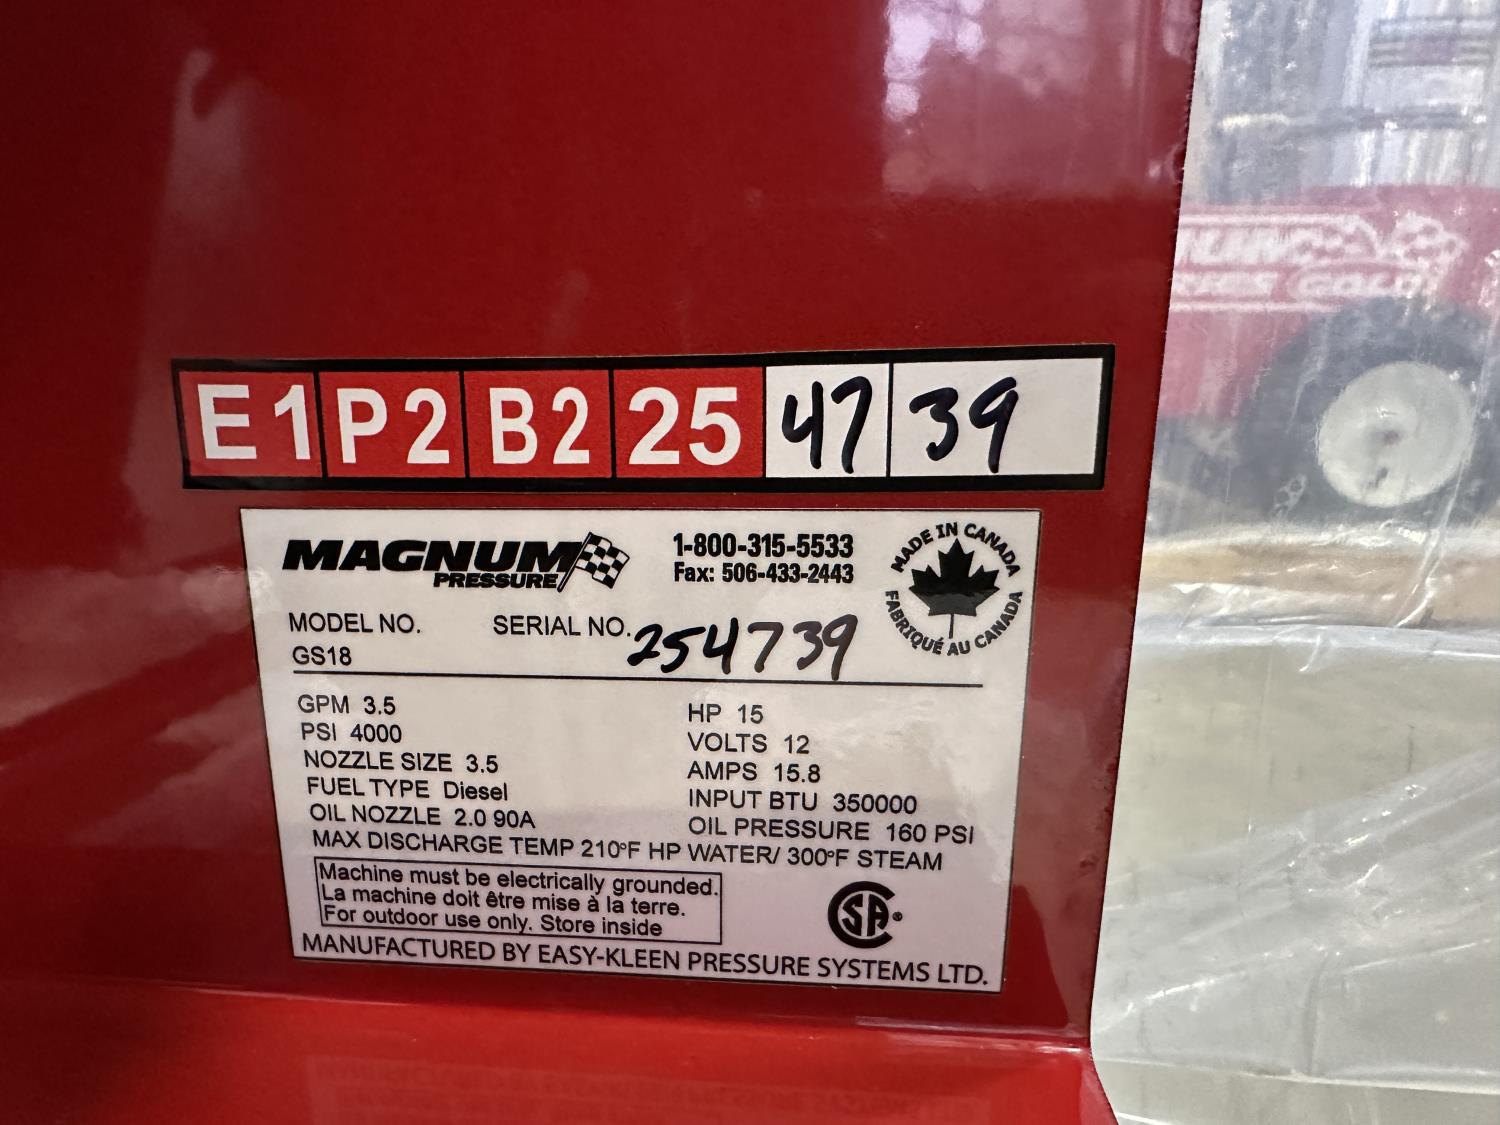 E1 P2 B2 25 47 39
MAGNUM
PRESSURE
1-800-315-5533
Fax: 506-433-2443
MADE IN CANADA
FABRIQUÉ AU CANADA
MODEL NO.
GS18
SERIAL NO. 254739
GPM 3.5
PSI 4000
NOZZLE SIZE 3.5
FUEL TYPE Diesel
OIL NOZZLE 2.0 90A
HP 15
VOLTS 12
AMPS 15.8
INPUT BTU 350000
OIL PRESSURE 160 PSI
MAX DISCHARGE TEMP 210°F HP WATER/ 300°F STEAM
Machine must be electrically grounded.
La machine doit être mise à la terre.
For outdoor use only. Store inside
CSA
MANUFACTURED BY EASY-KLEEN PRESSURE SYSTEMS LTD.
GOLD